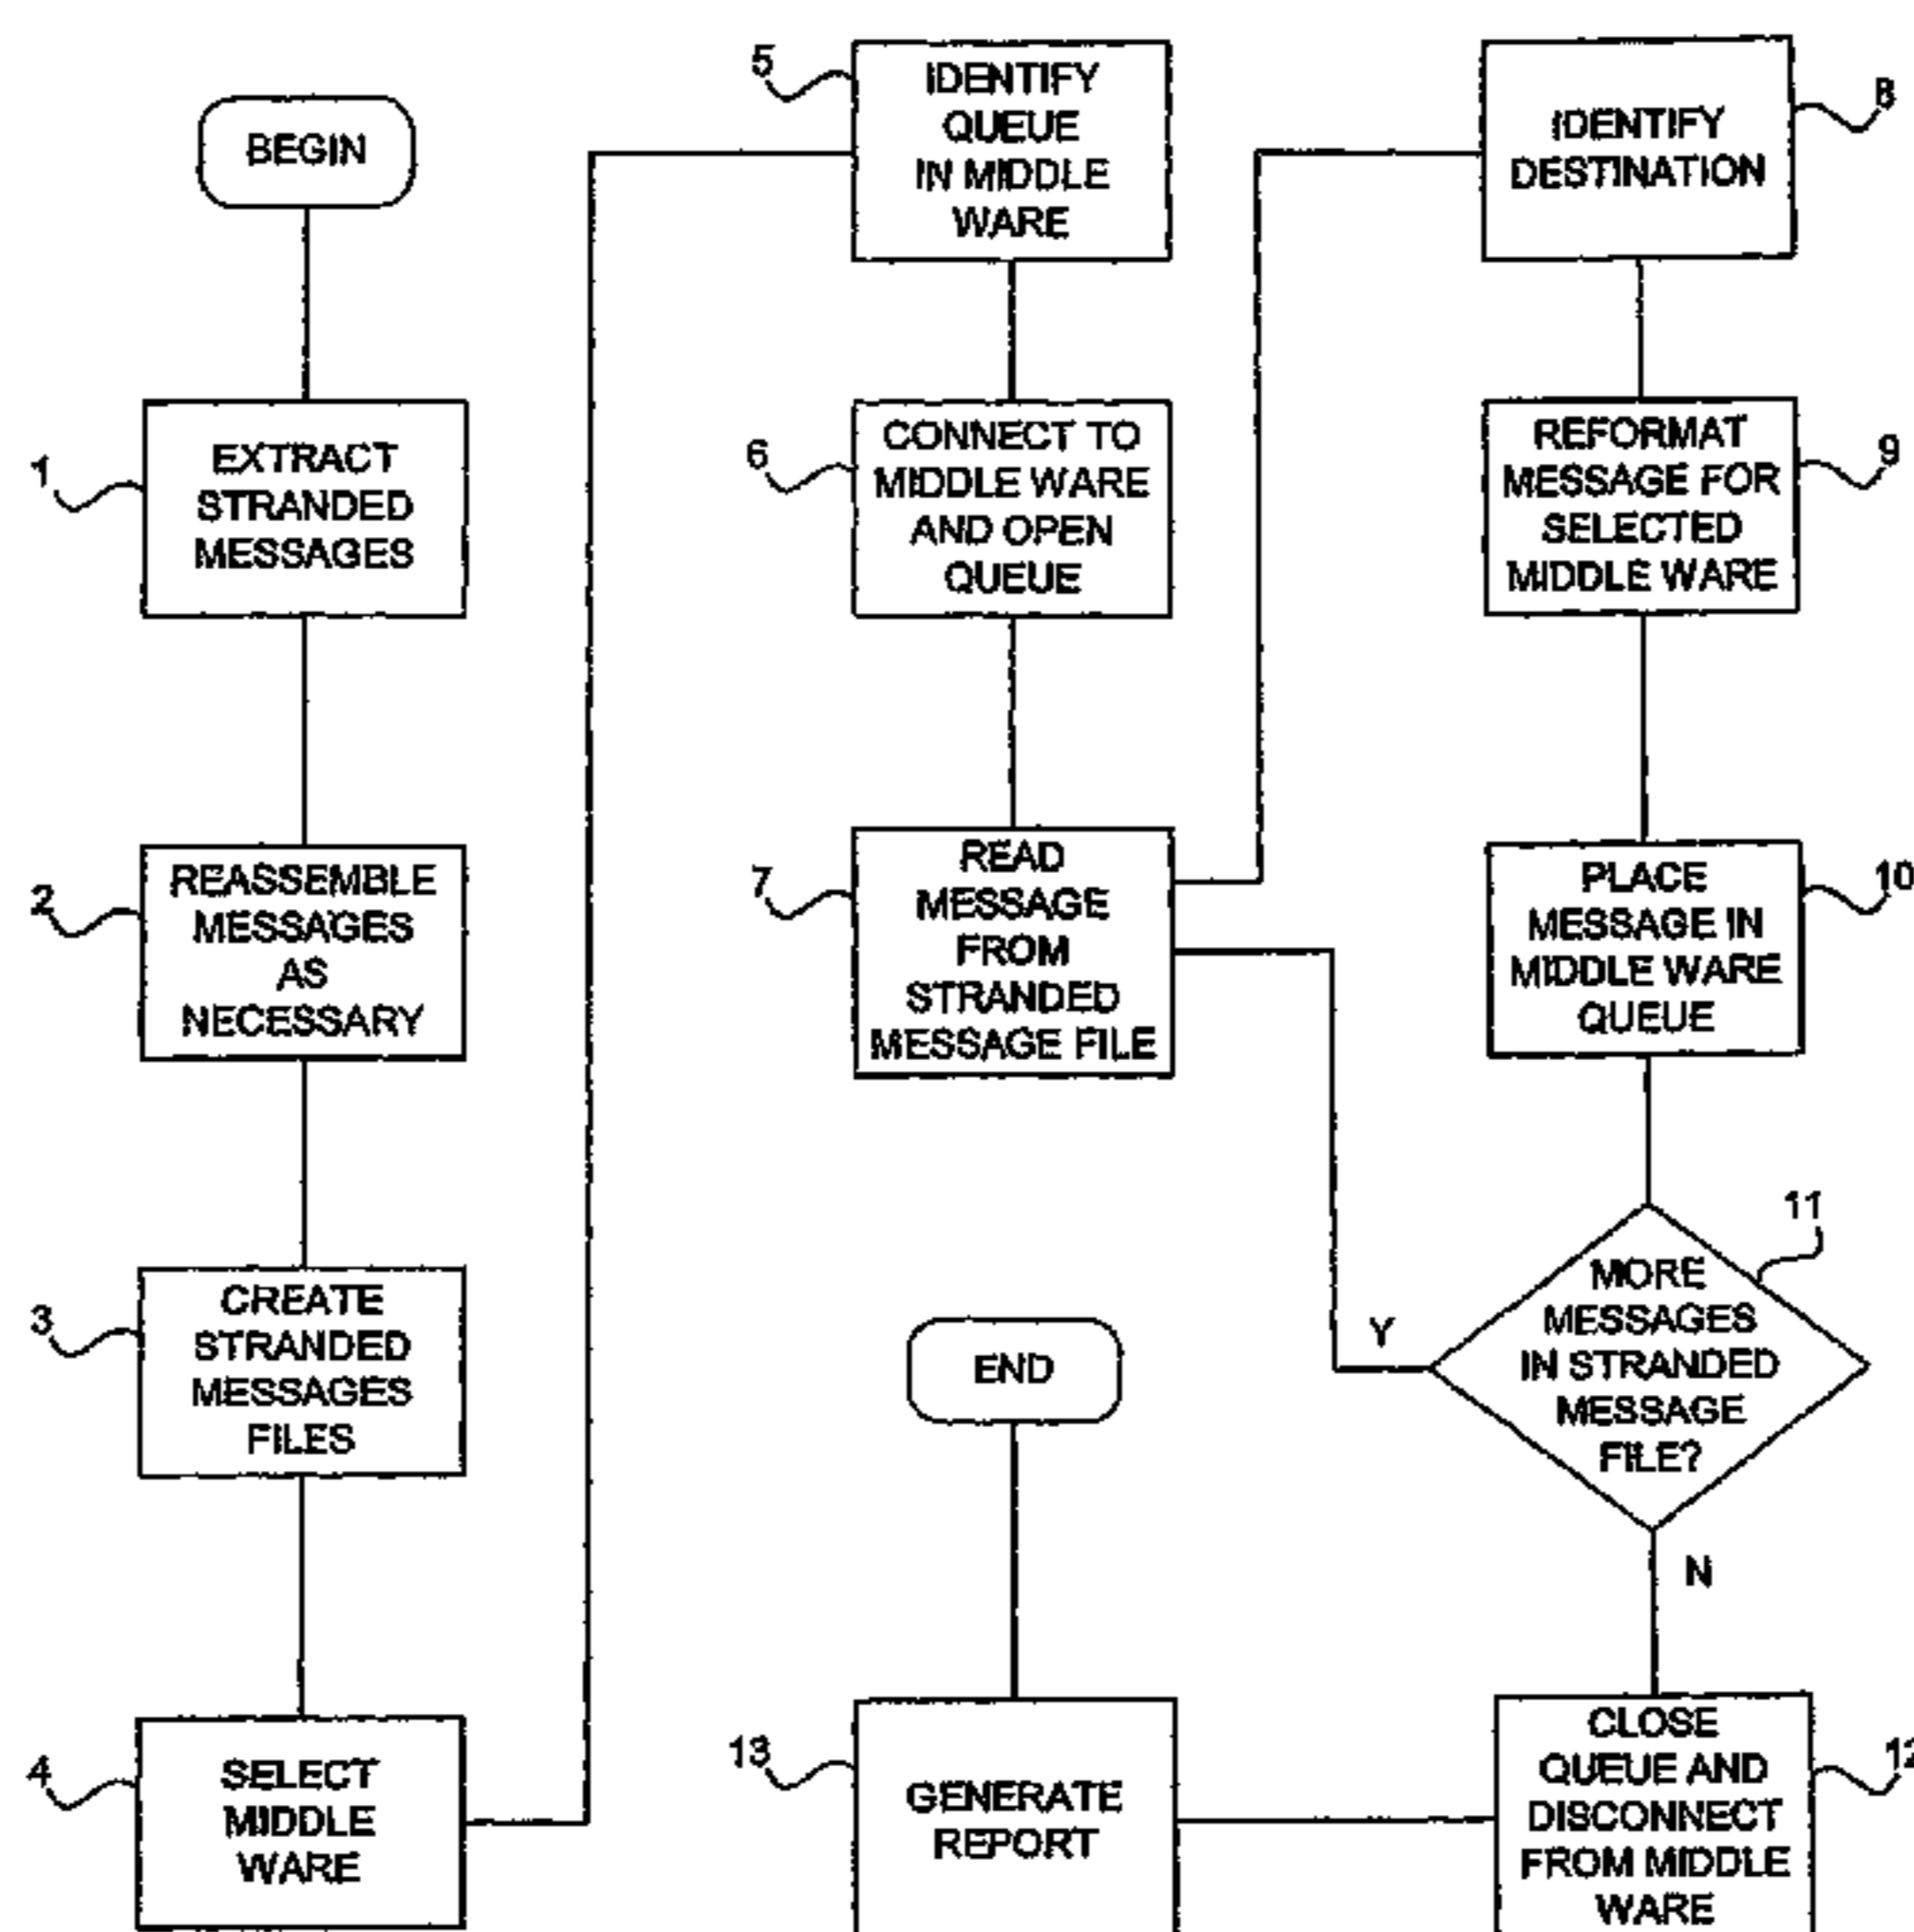 BEGIN
1
EXTRACT
STRANDED
MESSAGES
2
REASSEMBLE
MESSAGES
AS
NECESSARY
3
CREATE
STRANDED
MESSAGES
FILES
4
SELECT
MIDDLE
WARE
5
IDENTIFY
QUEUE
IN MIDDLE
WARE
6
CONNECT TO
MIDDLE WARE
AND OPEN
QUEUE
7
READ
MESSAGE
FROM
STRANDED
MESSAGE FILE
8
IDENTIFY
DESTINATION
9
REFORMAT
MESSAGE FOR
SELECTED
MIDDLE WARE
10
PLACE
MESSAGE IN
MIDDLE WARE
QUEUE
11
MORE
MESSAGES
IN STRANDED
MESSAGE
FILE?
Y
N
12
CLOSE
QUEUE AND
DISCONNECT
FROM MIDDLE
WARE
13
GENERATE
REPORT
END